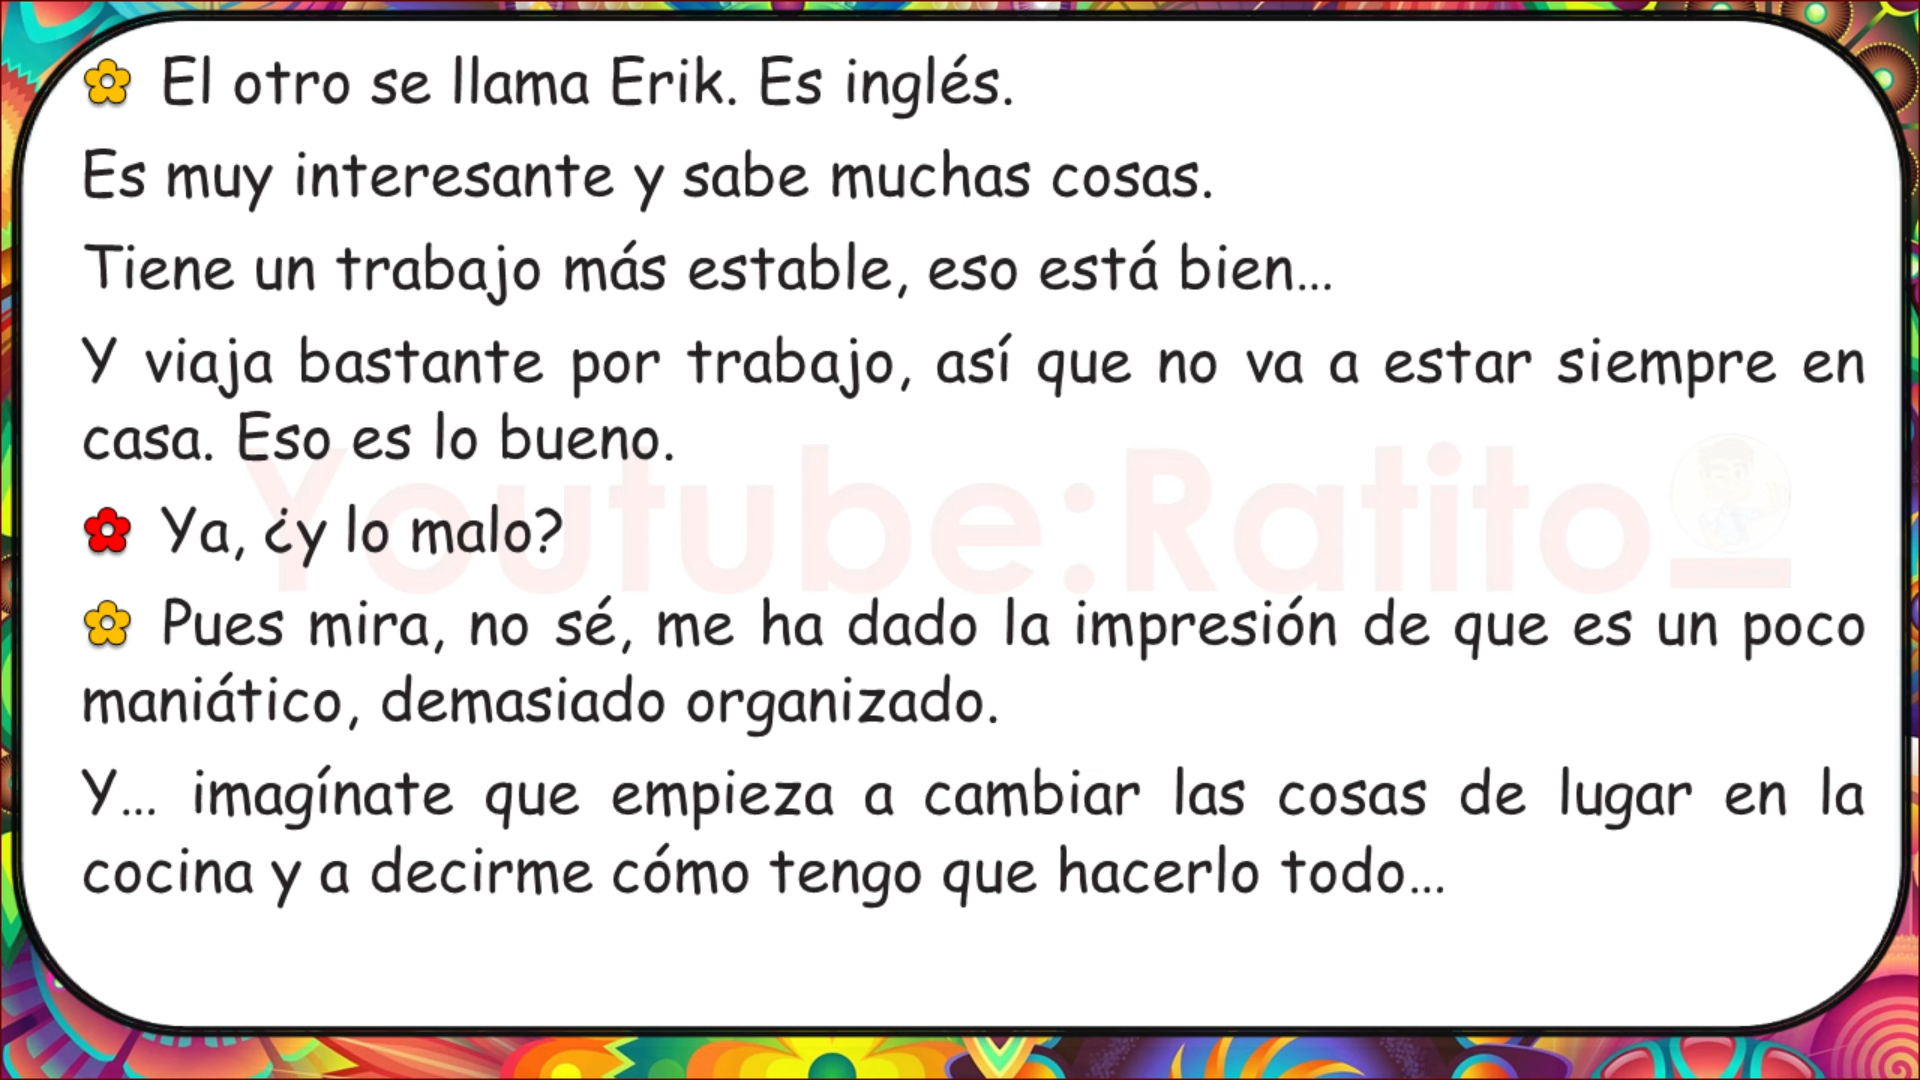 El otro se llama Erik. Es inglés.
Es muy interesante y sabe muchas cosas.
Tiene un trabajo más estable, eso está bien...
Y viaja bastante por trabajo, así que no va a estar siempre en
casa. Eso es lo bueno.
Youtube:Ratito
Ya, ¿y lo malo?
Pues mira, no sé, me ha dado la impresión de que es un poco
maniático, demasiado organizado.
Y... imagínate que empieza a cambiar las cosas de lugar en la
cocina y a decirme cómo tengo que hacerlo todo...